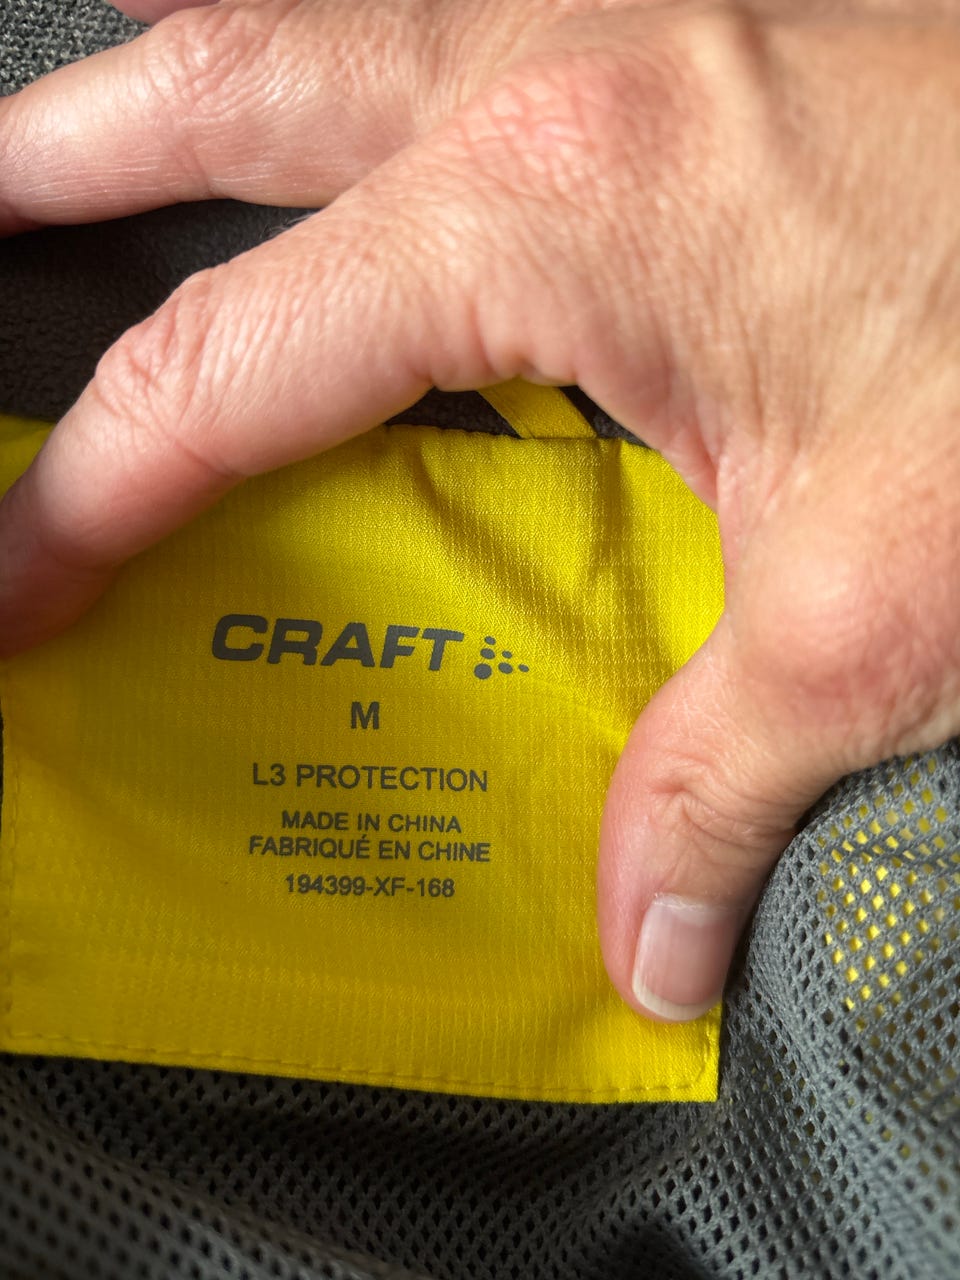 CRAFT
M
L3 PROTECTION
MADE IN CHINA
FABRIQUÉ EN CHINE
194399-XF-168